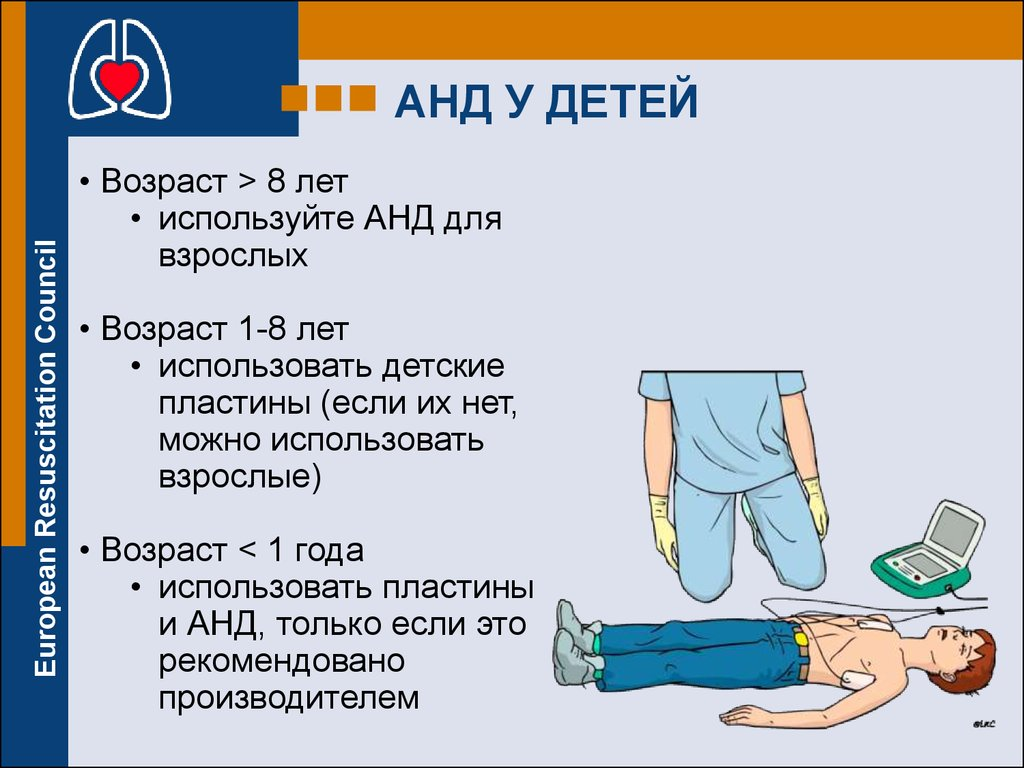 АНД У ДЕТЕЙ
• Возраст > 8 лет
• используйте АНД для
взрослых
• Возраст 1-8 лет
• использовать детские
пластины (если их нет,
можно использовать
взрослые)
• Возраст < 1 года
• использовать пластины
и АНД, только если это
рекомендовано
производителем
European Resuscitation Council